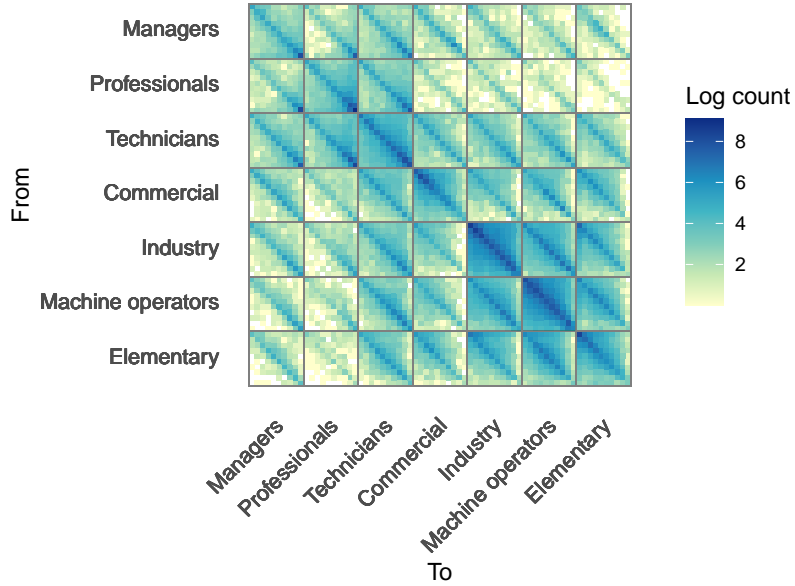 Managers
Professionals
Technicians
Commercial
Industry
Machine operators
Elementary
From
Log count
8
6
4
2
Managers
Professionals
Technicians
Commercial
Industry
Machine operators
Elementary
To